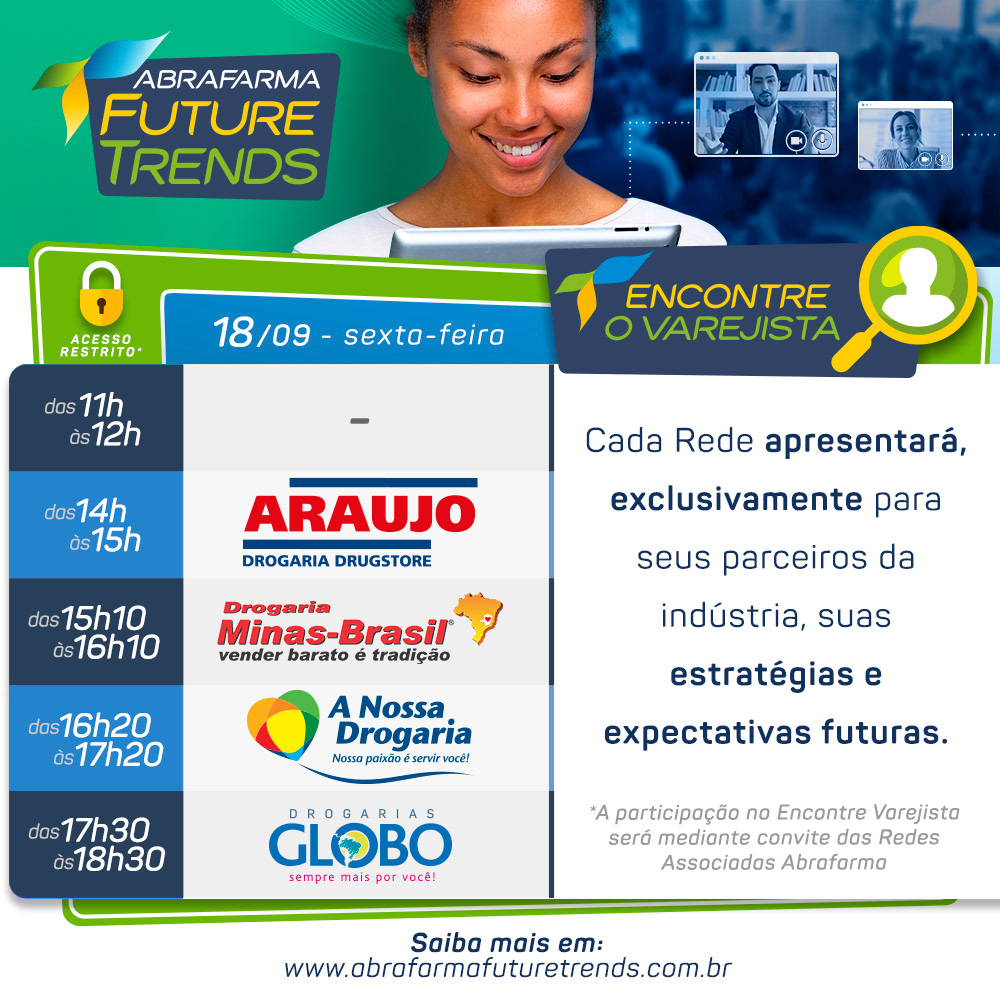 ABRAFARMA
FUTURE
TRENDS
ACESSO
RESTRITO*
18/09 - sexta-feira
ENCONTRE
O VAREJISTA
das 11h
às 12h
-
das 14h
às 15h
ARAUJO
DROGARIA DRUGSTORE
das 15h10
às 16h10
Drogaria
Minas-Brasil®
vender barato é tradição
das 16h20
às 17h20
A Nossa
Drogaria
Nossa paixão é servir você!
das 17h30
às 18h30
DROGARIAS
GLOBO
sempre mais por você!
Cada Rede apresentará,
exclusivamente para
seus parceiros da
indústria, suas
estratégias e
expectativas futuras.
*A participação no Encontre Varejista
será mediante convite das Redes
Associadas Abrafarma
Saiba mais em:
www.abrafarmafuturetrends.com.br